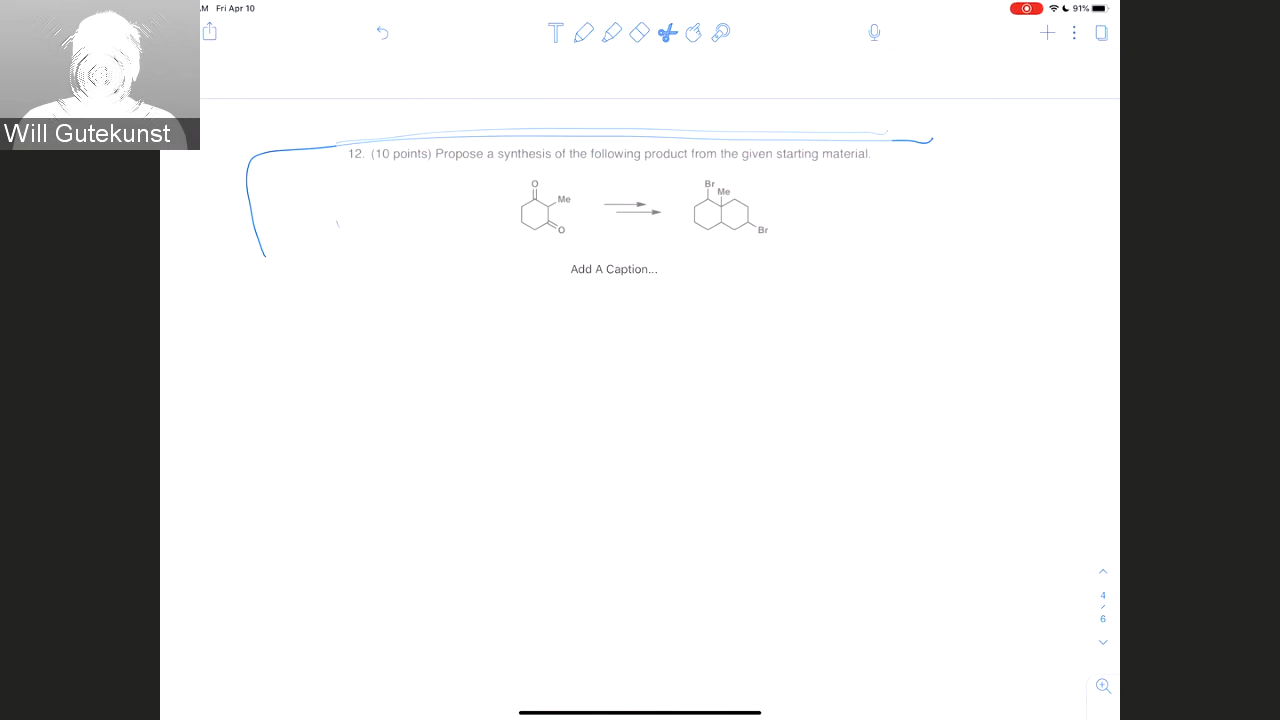 AM Fri Apr 10
91%
T
Will Gutekunst
12. (10 points) Propose a synthesis of the following product from the given starting material.
O
Me
O
Br
Me
Br
Add A Caption...
4
6